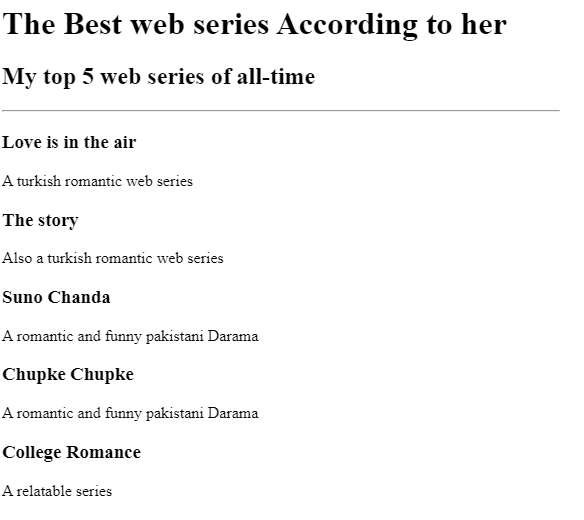 The Best web series According to her
My top 5 web series of all-time
Love is in the air
A turkish romantic web series
The story
Also a turkish romantic web series
Suno Chanda
A romantic and funny pakistani Darama
Chupke Chupke
A romantic and funny pakistani Darama
College Romance
A relatable series